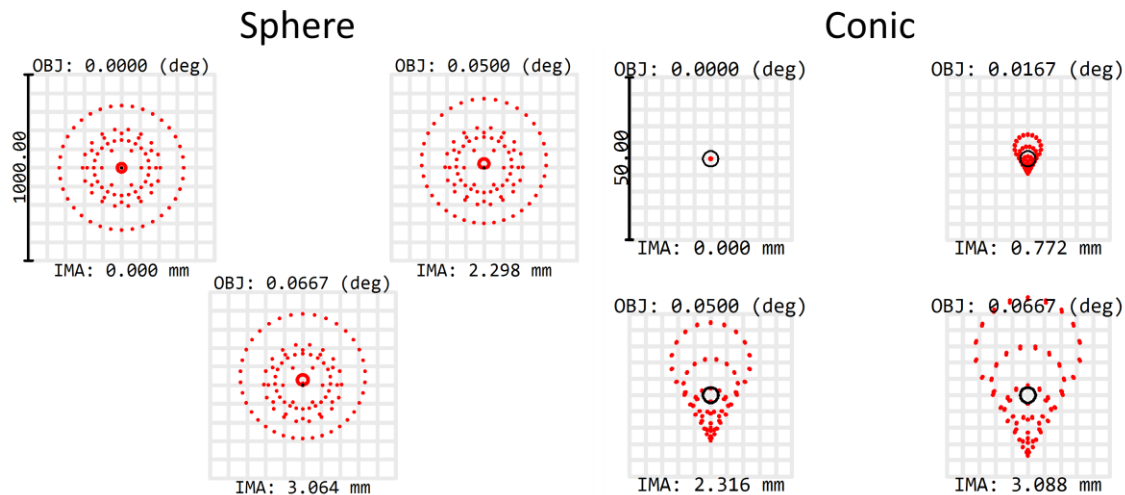 Sphere
OBJ: 0.0000 (deg)
OBJ: 0.0500 (deg)
1000.00
IMA: 0.000 mm
IMA: 2.298 mm
OBJ: 0.0667 (deg)
IMA: 3.064 mm
Conic
OBJ: 0.0000 (deg)
OBJ: 0.0167 (deg)
50.00
IMA: 0.000 mm
IMA: 0.772 mm
OBJ: 0.0500 (deg)
OBJ: 0.0667 (deg)
IMA: 2.316 mm
IMA: 3.088 mm